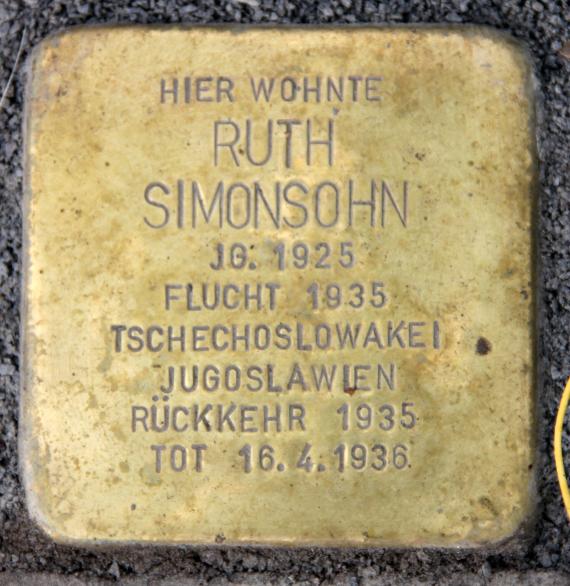 HIER WOHNTE
RUTH
SIMONSOHN
JG. 1925
FLUCHT 1935
TSCHECHOSLOWAKEI
JUGOSLAWIEN
RÜCKKEHR 1935
TOT 16.4.1936